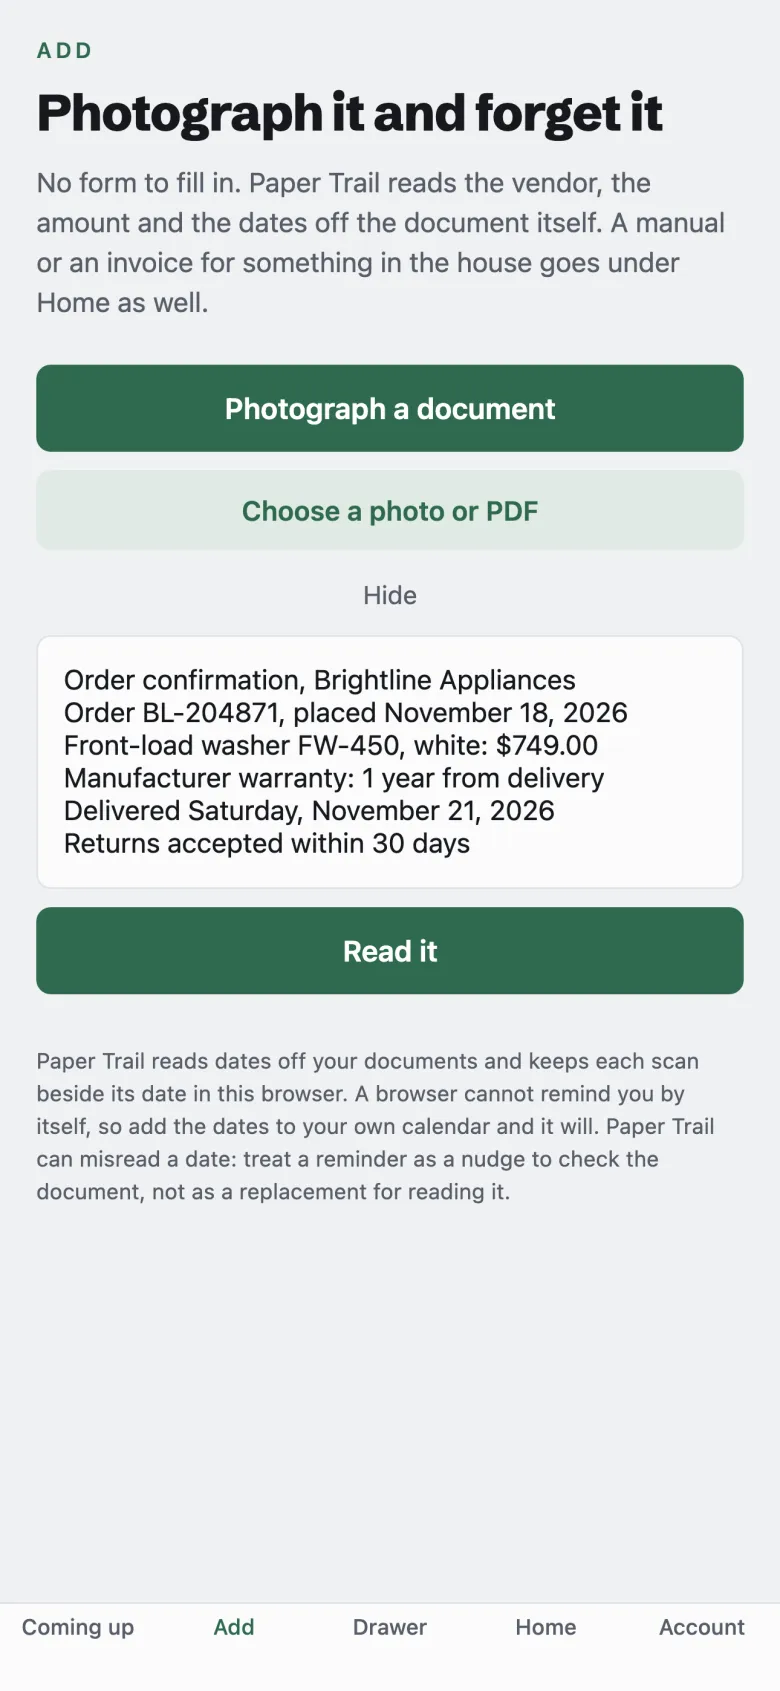 ADD
Photograph it and forget it
No form to fill in. Paper Trail reads the vendor, the
amount and the dates off the document itself. A manual
or an invoice for something in the house goes under
Home as well.
Photograph a document
Choose a photo or PDF
Hide
Order confirmation, Brightline Appliances
Order BL-204871, placed November 18, 2026
Front-load washer FW-450, white: $749.00
Manufacturer warranty: 1 year from delivery
Delivered Saturday, November 21, 2026
Returns accepted within 30 days
Read it
Paper Trail reads dates off your documents and keeps each scan
beside its date in this browser. A browser cannot remind you by
itself, so add the dates to your own calendar and it will. Paper Trail
can misread a date: treat a reminder as a nudge to check the
document, not as a replacement for reading it.
Coming up
Add
Drawer
Home
Account